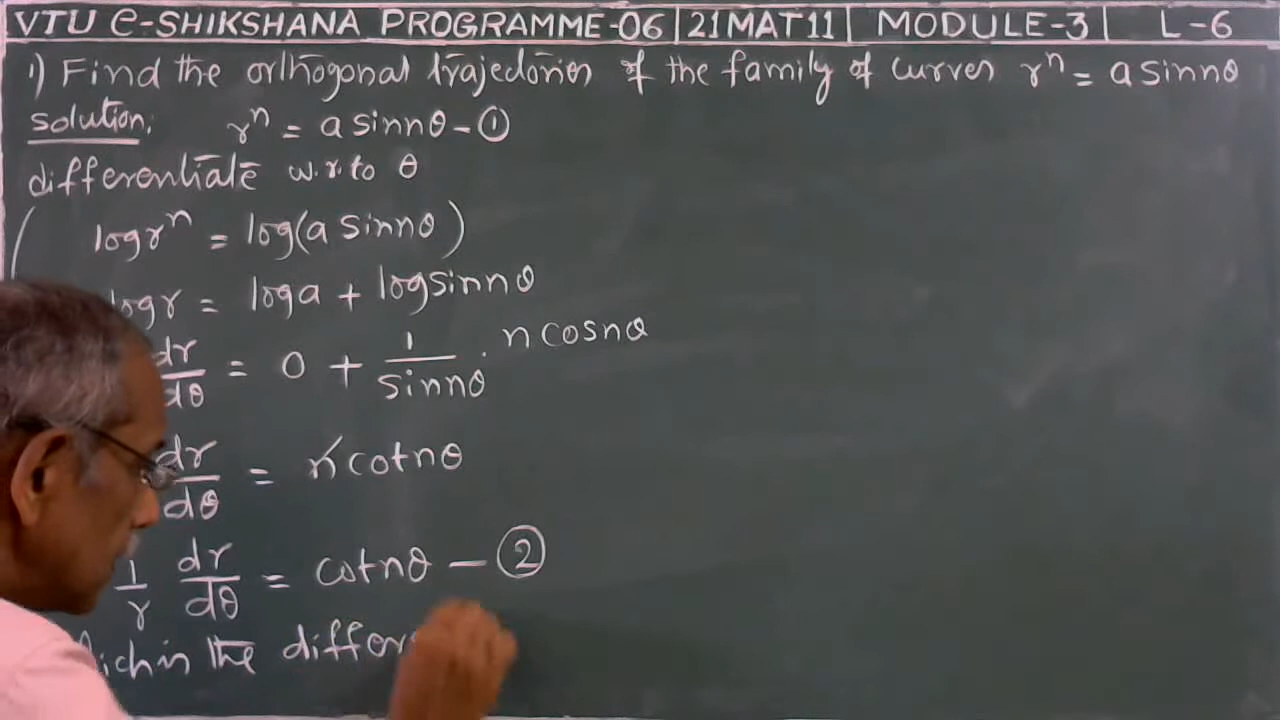 VTU e-SHIKSHANA PROGRAMME-06 | 21MAT11 | MODULE-3 | L-6
1) Find the orthogonal trajectories of the family of curves rⁿ = a sinnθ
solution: rⁿ = a sinnθ - ①
differentiate w.r.to θ
log rⁿ = log(a sinnθ)
log r = log a + log sinnθ
dr/dθ = 0 + 1/sinnθ . n cosnθ
dr/dθ = n cotnθ
1/r dr/dθ = cotnθ - ②
the